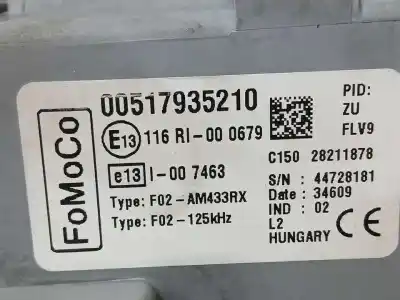 FoMoCo
00517935210
E13 116 RI-00 0679
e13 I-00 7463
Type: F02-AM433RX
Type: F02-125kHz
PID:
ZU
FLV9
C150 28211878
S/N : 44728181
Date : 34609
IND : 02
L2
HUNGARY CE